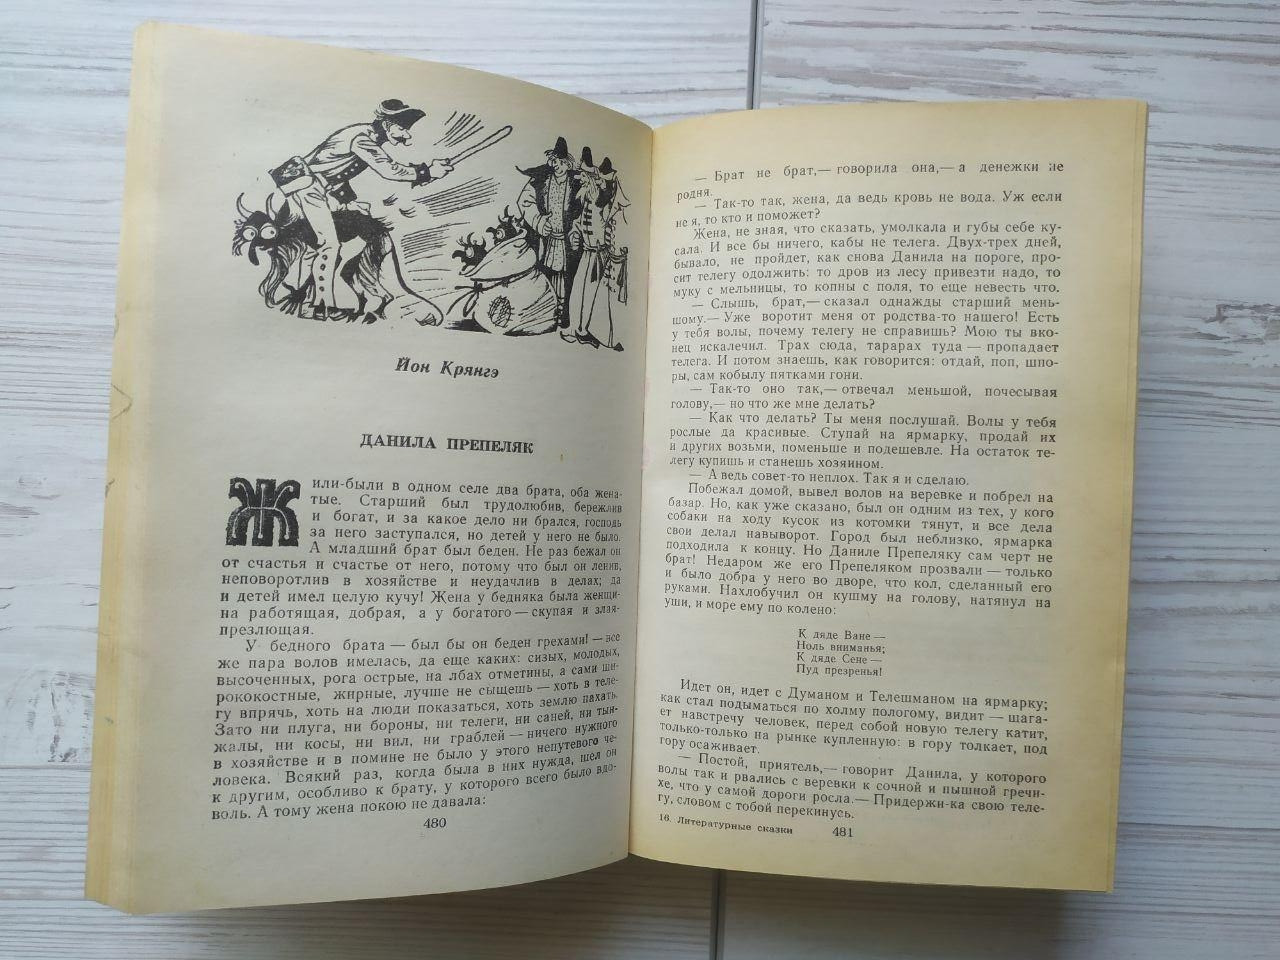 Йон Крянгэ
ДАНИЛА ПРЕПЕЛЯК
Жили-были в одном селе два брата, оба жена-
тые. Старший был трудолюбив, бережлив
и богат, и за какое дело ни брался, господь
за него заступался, но детей у него не было.
А младший брат был беден. Не раз бежал он
от счастья и счастье от него, потому что был он ленив,
неповоротлив в хозяйстве и неудачлив в делах; да
и детей имел целую кучу! Жена у бедняка была женщи-
на работящая, добрая, а у богатого — скупая и злая-
презлющая.
У бедного брата — был бы он беден грехами! — все
же пара волов имелась, да еще каких: сизых, молодых,
высоченных, рога острые, на лбах отметины, а сами ши-
рококостные, жирные, лучше не сыщешь — хоть в теле-
гу впрячь, хоть на люди показаться, хоть землю пахать.
Зато ни плуга, ни бороны, ни телеги, ни саней, ни тын-
жалы, ни косы, ни вил, ни граблей — ничего нужного
в хозяйстве и в помине не было у этого непутевого че-
ловека. Всякий раз, когда была в них нужда, шел он
к другим, особливо к брату, у которого всего было вдо-
воль. А тому жена покою не давала:
480
— Брат не брат,— говорила она,— а денежки не
родня.
— Так-то так, жена, да ведь кровь не вода. Уж если
не я, то кто и поможет?
Жена, не зная, что сказать, умолкала и губы себе ку-
сала. И все бы ничего, кабы не телега. Двух-трех дней,
бывало, не пройдет, как снова Данила на пороге, про-
сит телегу одолжить: то дров из лесу привезти надо, то
муку с мельницы, то копны с поля, то еще невесть что.
— Слышь, брат,— сказал однажды старший мень-
шому.— Уже воротит меня от родства-то нашего! Есть
у тебя волы, почему телегу не справишь? Мою ты вко-
нец искалечил. Трах сюда, тарарах туда — пропадает
телега. И потом знаешь, как говорится: отдай, поп, шпо-
ры, сам кобылу пятками гони.
— Так-то оно так,— отвечал меньшой, почесывая
голову,— но что же мне делать?
— Как что делать? Ты меня послушай. Волы у тебя
рослые да красивые. Ступай на ярмарку, продай их
и других возьми, поменьше и подешевле. На остаток те-
легу купишь и станешь хозяином.
— А ведь совет-то неплох. Так я и сделаю.
Побежал домой, вывел волов на веревке и побрел на
базар. Но, как уже сказано, был он одним из тех, у кого
собаки на ходу кусок из котомки тянут, и все дела
свои делал навыворот. Город был неблизко, ярмарка
подходила к концу. Но Даниле Препеляку сам черт не
брат! Недаром же его Препеляком прозвали — только
и было добра у него во дворе, что кол, сделанный его
руками. Нахлобучил он кушму на голову, натянул на
уши, и море ему по колено:
К дяде Ване —
Ноль вниманья;
К дяде Сене —
Пуд презренья!
Идет он, идет с Думаном и Телешманом на ярмарку;
как стал подыматься по холму пологому, видит — шага-
ет навстречу человек, перед собой новую телегу катит,
только-только на рынке купленную: в гору толкает, под
гору осаживает.
— Постой, приятель,— говорит Данила, у которого
волы так и рвались с веревки к сочной и пышной гречи-
хе, что у самой дороги росла.— Придержи-ка свою теле-
гу, словом с тобой перекинусь.
16. Литературные сказки 481